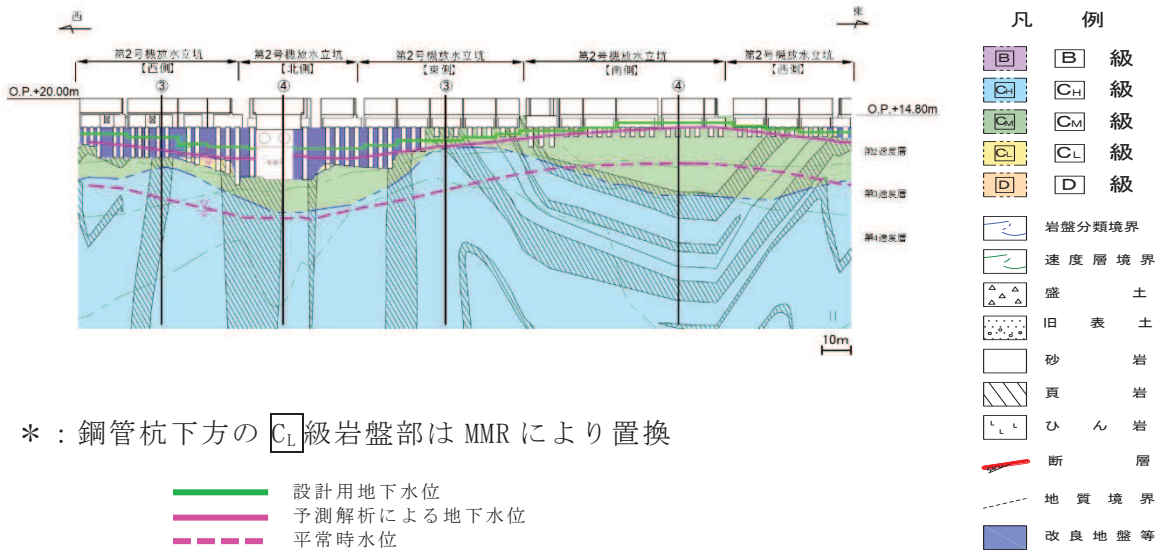 西
東
第2号機放水立坑
【西側】
第2号機放水立坑
【北側】
第2号機放水立坑
【東側】
第2号機放水立坑
【南側】
第2号機放水立坑
【西側】
③
④
③
④
O.P.+20.00m
O.P.+14.80m
MMR
第2速度層
第3速度層
第4速度層
10m
*:鋼管杭下方のCL級岩盤部は MMR により置換
設計用地下水位
予測解析による地下水位
平常時水位
凡 例
B B 級
CH CH 級
CM CM 級
CL CL 級
D D 級
岩盤分類境界
速度層境界
盛土
旧表土
砂岩
頁岩
ひん岩
断層
地質境界
改良地盤等